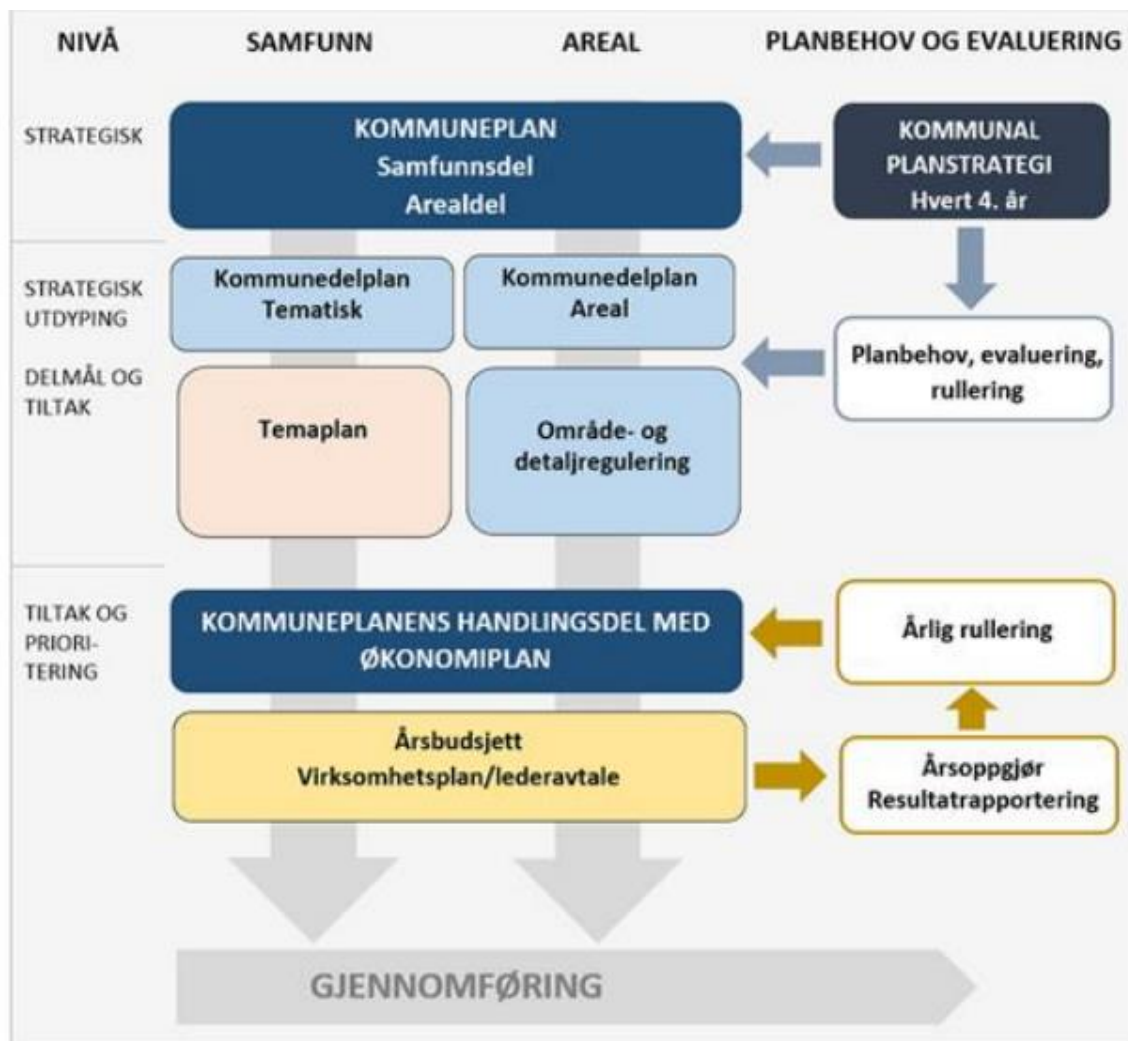 NIVÅ
SAMFUNN
AREAL
PLANBEHOV OG EVALUERING
STRATEGISK
KOMMUNEPLAN
Samfunnsdel
Arealdel
KOMMUNAL
PLANSTRATEGI
Hvert 4. år
STRATEGISK
UTDYPING
Kommunedelplan
Tematisk
Kommunedelplan
Areal
Planbehov, evaluering,
rullering
DELMÅL OG
TILTAK
Temaplan
Område- og
detaljregulering
TILTAK OG
PRIORI-
TERING
KOMMUNEPLANENS HANDLINGSDEL MED
ØKONOMIPLAN
Årlig rullering
Årsbudsjett
Virksomhetsplan/lederavtale
Årsoppgjør
Resultatrapportering
GJENNOMFØRING